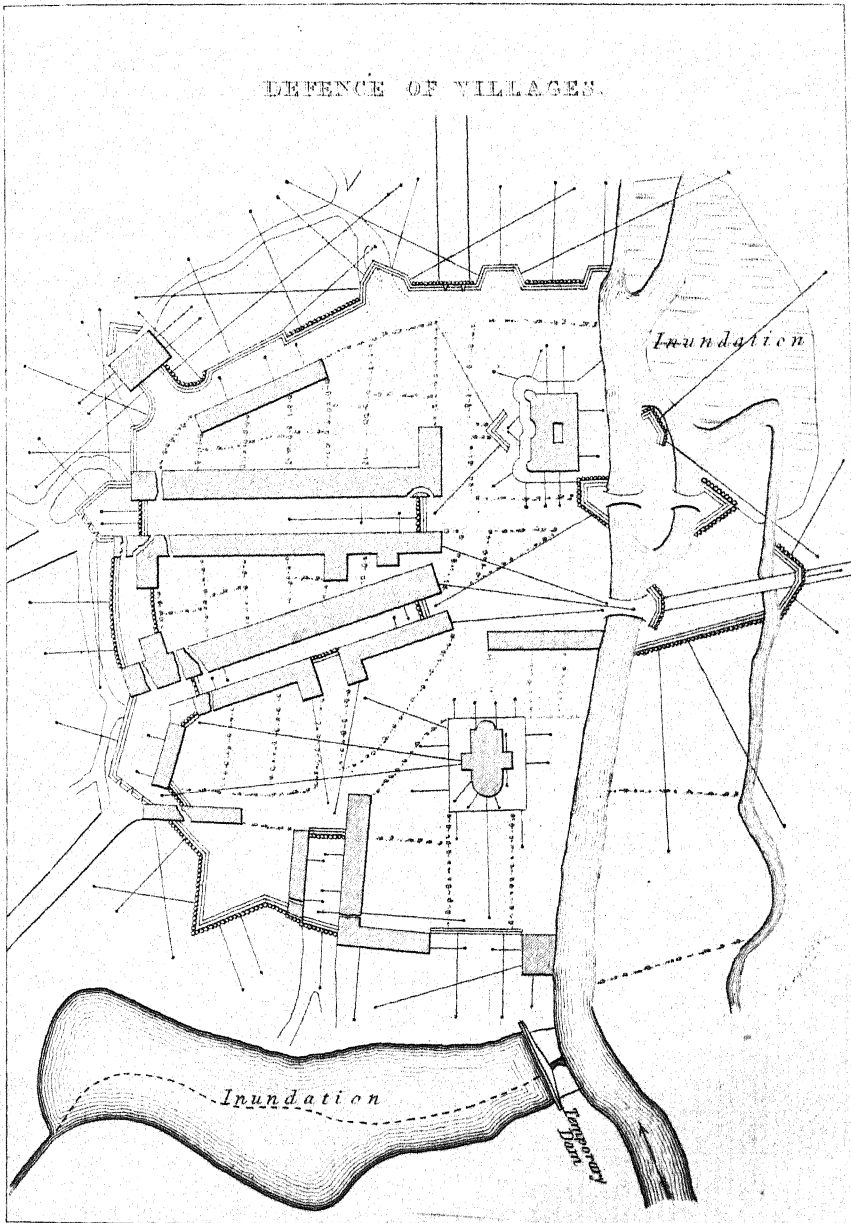 DEFENCE OF VILLAGES.
Inundation
Inundation
Temporary
Dam